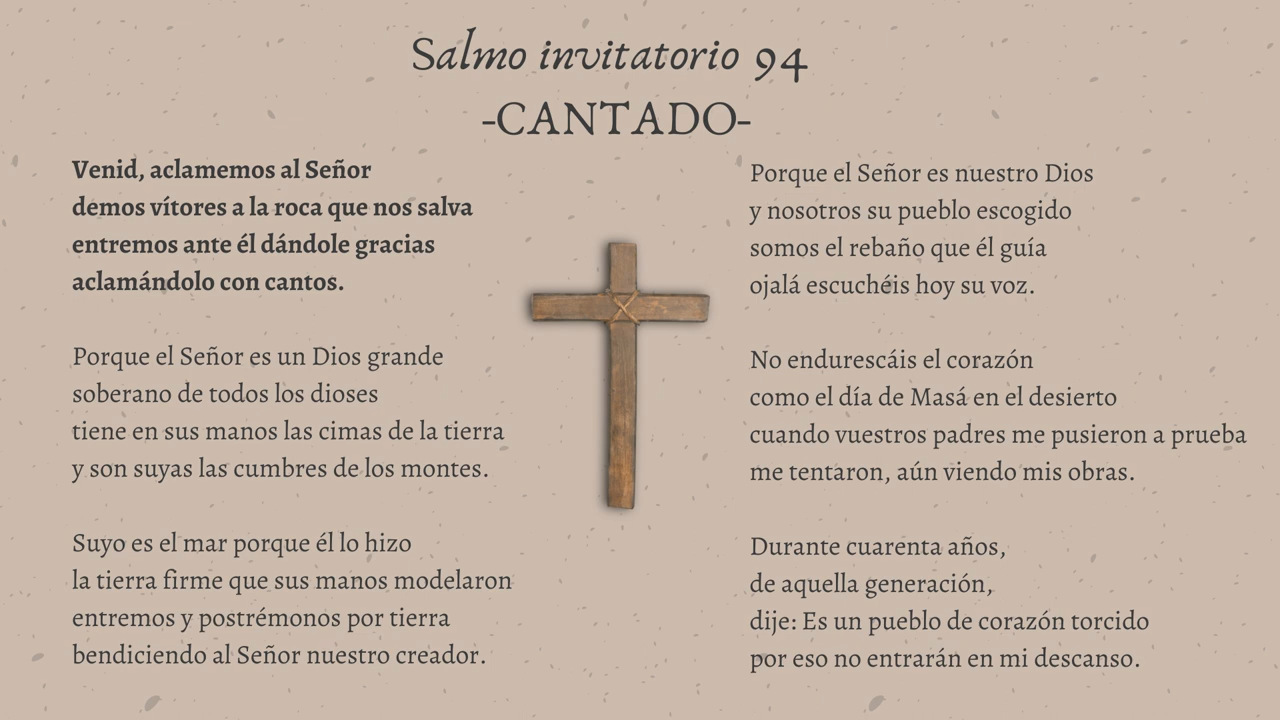 Salmo invitatorio 94
-CANTADO-
Venid, aclamemos al Señor
demos vítores a la roca que nos salva
entremos ante él dándole gracias
aclamándolo con cantos.
Porque el Señor es un Dios grande
soberano de todos los dioses
tiene en sus manos las cimas de la tierra
y son suyas las cumbres de los montes.
Suyo es el mar porque él lo hizo
la tierra firme que sus manos modelaron
entremos y postrémonos por tierra
bendiciendo al Señor nuestro creador.
Porque el Señor es nuestro Dios
y nosotros su pueblo escogido
somos el rebaño que él guía
ojalá escuchéis hoy su voz.
No endurescáis el corazón
como el día de Masá en el desierto
cuando vuestros padres me pusieron a prueba
me tentaron, aún viendo mis obras.
Durante cuarenta años,
de aquella generación,
dije: Es un pueblo de corazón torcido
por eso no entrarán en mi descanso.